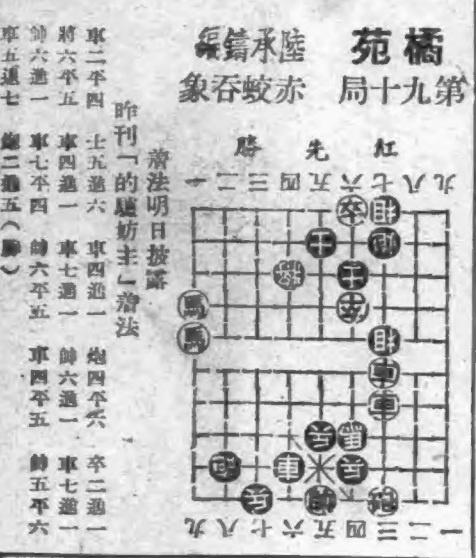 橘苑
陸承鑄編
第九十局 赤蛟吞象
紅先勝
一二三四五六七八九
九八七六五四三二一
着法明日披露
昨刊「的驢妨主」着法
車二平四 士五進六 車四進一 炮四平六 卒二進一
將六平五 車四進一 車七進一 帥六進一 車七進一
帥六進一 車七平四 帥六平五 車四平五 帥五平六
車五進七 炮二進五(勝)